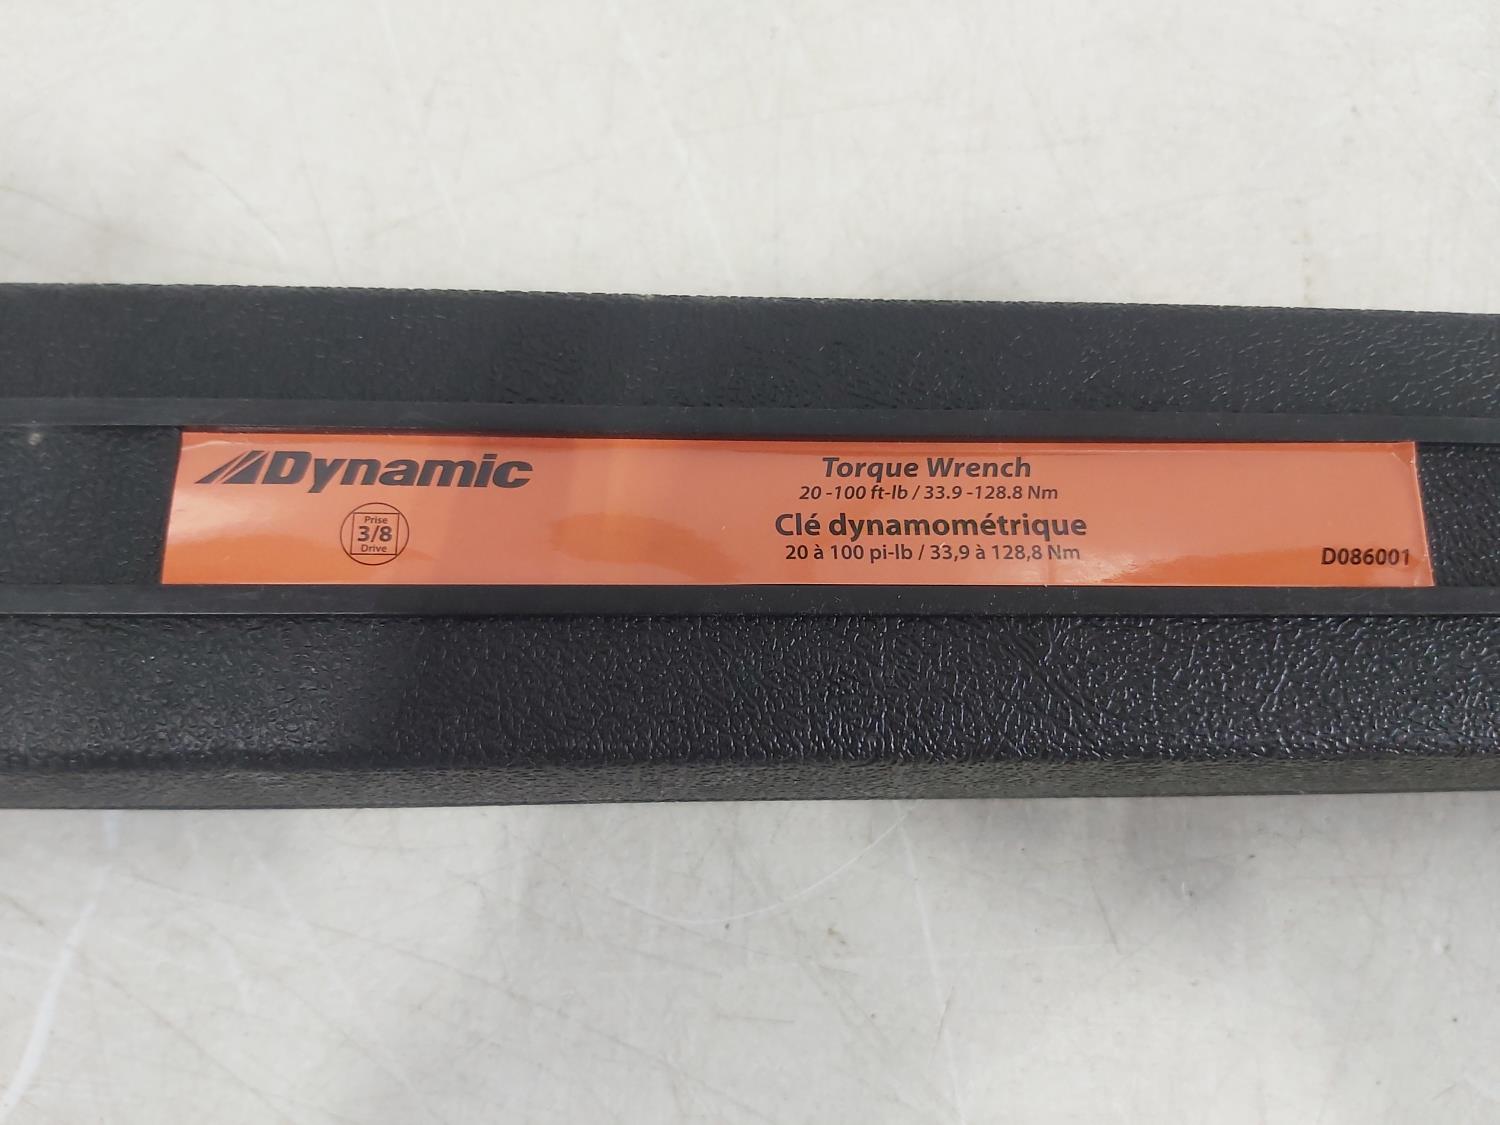 Dynamic
Prise
3/8
Drive
Torque Wrench
20 -100 ft-lb / 33.9 -128.8 Nm
Clé dynamométrique
20 à 100 pi-lb / 33,9 à 128,8 Nm
D086001